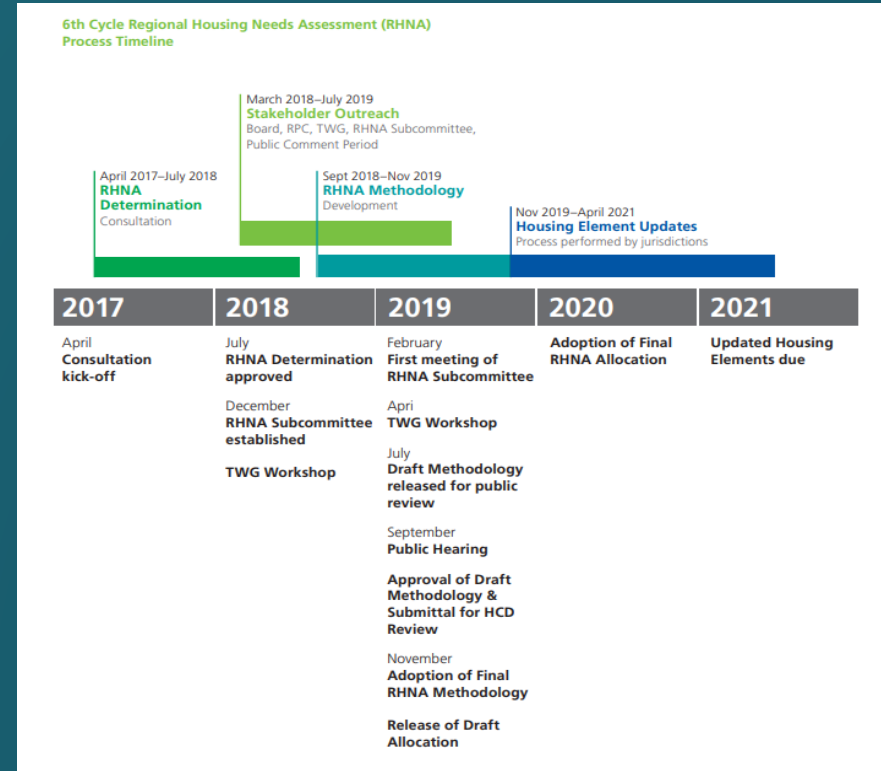 6th Cycle Regional Housing Needs Assessment (RHNA)
Process Timeline
March 2018–July 2019
Stakeholder Outreach
Board, RPC, TWG, RHNA Subcommittee,
Public Comment Period
April 2017–July 2018
RHNA
Determination
Consultation
Sept 2018–Nov 2019
RHNA Methodology
Development
Nov 2019–April 2021
Housing Element Updates
Process performed by jurisdictions
2017
2018
2019
2020
2021
April
Consultation
kick-off
July
RHNA Determination
approved
December
RHNA Subcommittee
established
TWG Workshop
February
First meeting of
RHNA Subcommittee
Apri
TWG Workshop
July
Draft Methodology
released for public
review
September
Public Hearing
Approval of Draft
Methodology &
Submittal for HCD
Review
November
Adoption of Final
RHNA Methodology
Release of Draft
Allocation
Adoption of Final
RHNA Allocation
Updated Housing
Elements due